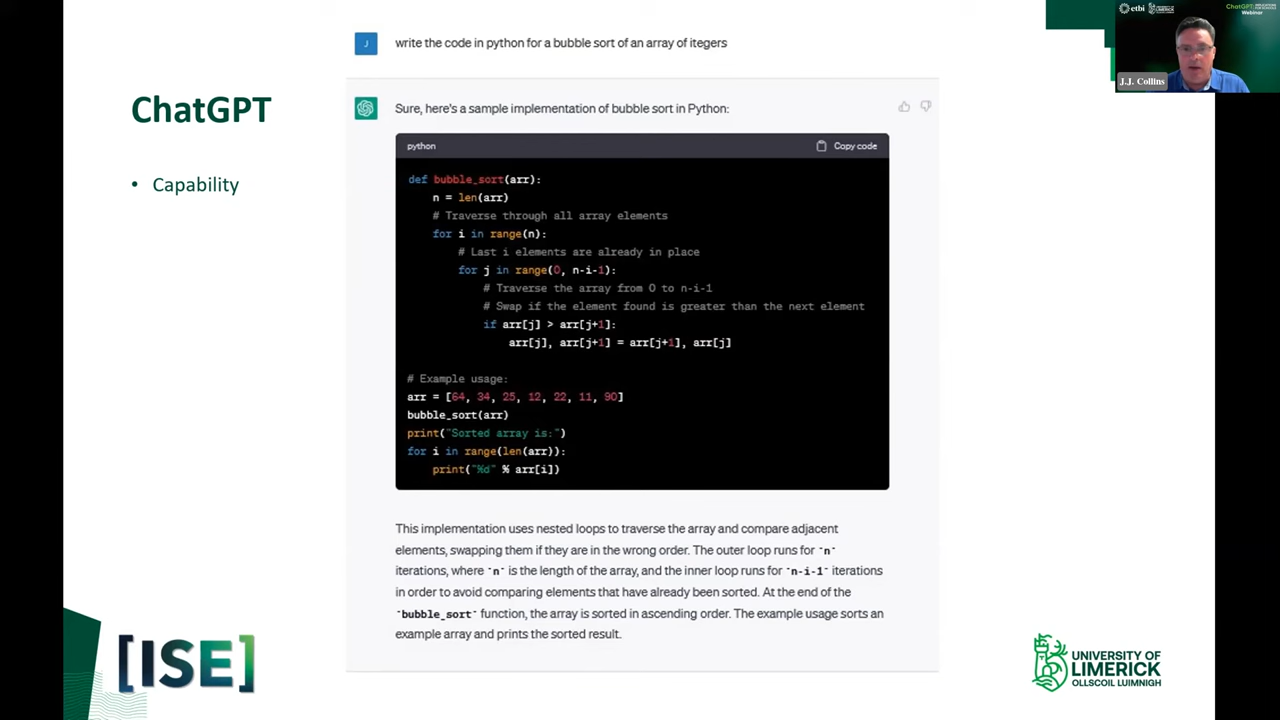 ChatGPT
• Capability
J
write the code in python for a bubble sort of an array of itegers
Sure, here's a sample implementation of bubble sort in Python:
python
Copy code
def bubble_sort(arr):
    n = len(arr)
    # Traverse through all array elements
    for i in range(n):
        # Last i elements are already in place
        for j in range(0, n-i-1):
            # Traverse the array from 0 to n-i-1
            # Swap if the element found is greater than the next element
            if arr[j] > arr[j+1]:
                arr[j], arr[j+1] = arr[j+1], arr[j]
# Example usage:
arr = [64, 34, 25, 12, 22, 11, 90]
bubble_sort(arr)
print("Sorted array is:")
for i in range(len(arr)):
    print("%d" % arr[i])
This implementation uses nested loops to traverse the array and compare adjacent
elements, swapping them if they are in the wrong order. The outer loop runs for `n`
iterations, where `n` is the length of the array, and the inner loop runs for `n-i-1` iterations
in order to avoid comparing elements that have already been sorted. At the end of the
`bubble_sort` function, the array is sorted in ascending order. The example usage sorts an
example array and prints the sorted result.
[ISE]
UNIVERSITY OF
LIMERICK
OLLSCOIL LUIMNIGH
etbi
UNIVERSITY OF
LIMERICK
ChatGPT
Webinar
J.J. Collins